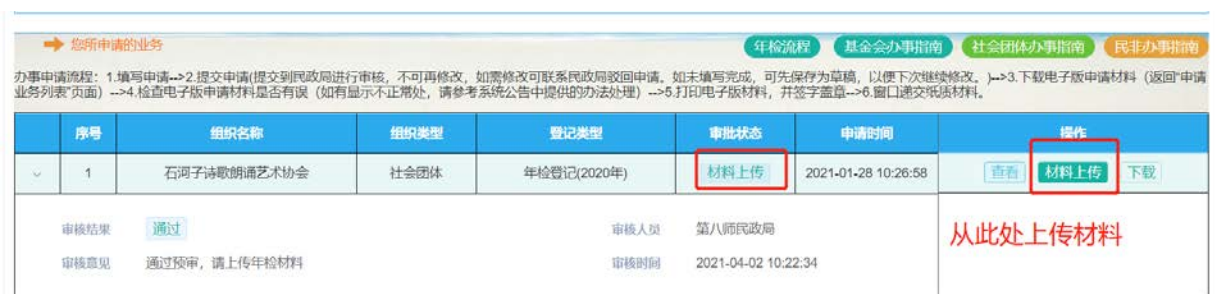 您所申请的业务
年检流程 基金会办事指南 社会团体办事指南 民非办事指南
办事申请流程：1.填写申请-->2.提交申请(提交到民政局进行审核，不可再修改，如需修改可联系民政局驳回申请。如未填写完成，可先保存为草稿，以便下次继续修改。)-->3.下载电子版申请材料（返回“申请
业务列表”页面）-->4.检查电子版申请材料是否有误（如有显示不正常处，请参考系统公告中提供的办法处理）-->5.打印电子版材料，并签字盖章-->6.窗口递交纸质材料。
序号 组织名称 组织类型 登记类型 审批状态 申请时间 操作
1 石河子诗歌朗诵艺术协会 社会团体 年检登记(2020年) 材料上传 2021-01-28 10:26:58 查看 材料上传 下载
审核结果 通过 审核人员 第八师民政局
从此处上传材料
审核意见 通过预审，请上传年检材料 审核时间 2021-04-02 10:22:34